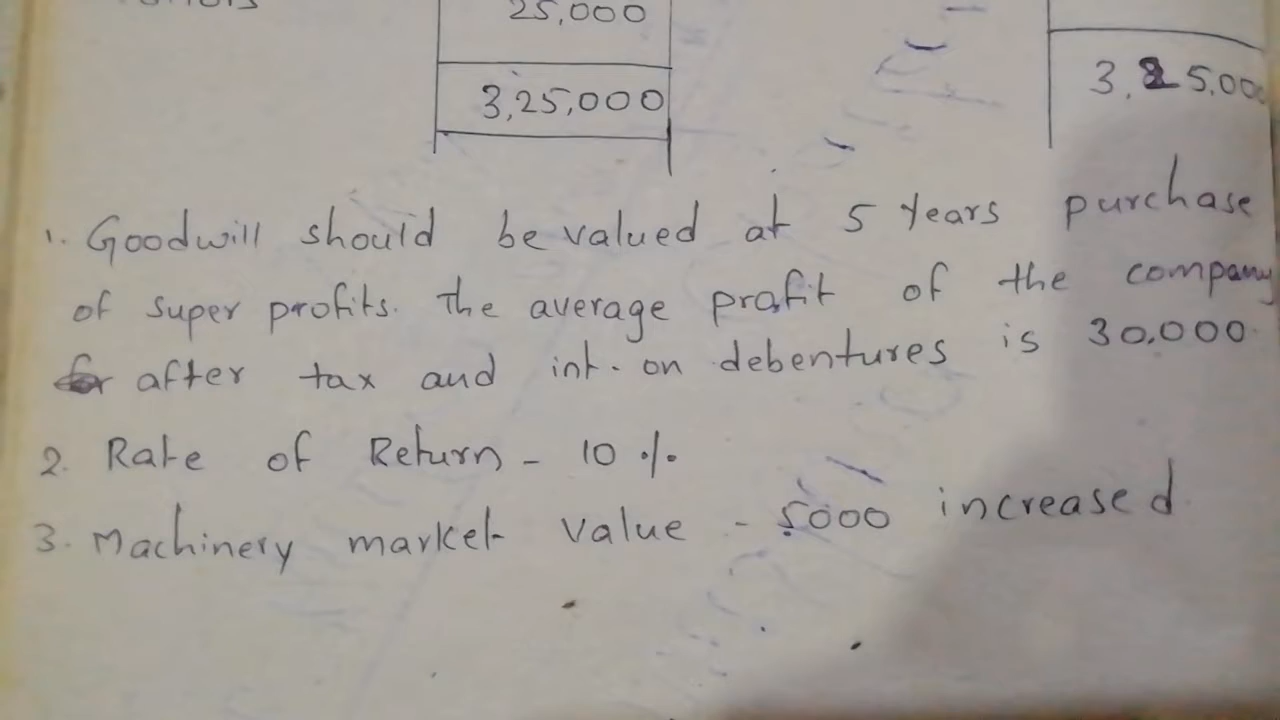 25,000
3,25,000
3,25,00
1. Goodwill should be valued at 5 Years purchase
of super profits. The average profit of the company
after tax and int. on debentures is 30,000.
2. Rate of Return - 10 %
3. Machinery market value - 5000 increased.